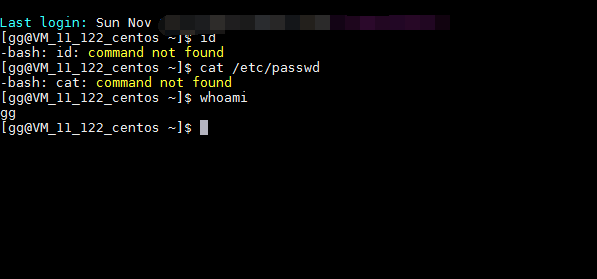 Last login: Sun Nov
[gg@VM_11_122_centos ~]$ id
-bash: id: command not found
[gg@VM_11_122_centos ~]$ cat /etc/passwd
-bash: cat: command not found
[gg@VM_11_122_centos ~]$ whoami
gg
[gg@VM_11_122_centos ~]$